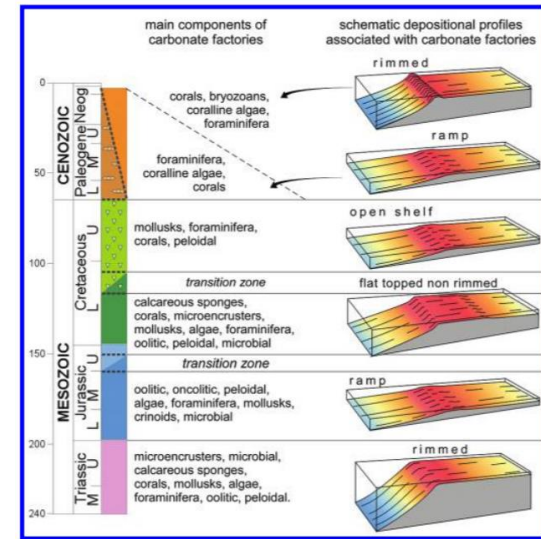 main components of
carbonate factories
schematic depositional profiles
associated with carbonate factories
0
50
100
150
200
240
CENOZOIC
MESOZOIC
Neog
Paleogene
Cretaceous
Jurassic
Triassic
U
M
L
U
L
U
M
L
U
M
corals, bryozoans,
coralline algae,
foraminifera
foraminifera,
coralline algae,
corals
mollusks, foraminifera,
corals, peloidal
transition zone
calcareous sponges,
corals, microencrusters,
mollusks, algae, foraminifera,
oolitic, peloidal, microbial
transition zone
oolitic, oncolitic, peloidal,
algae, foraminifera, mollusks,
crinoids, microbial
microencrusters, microbial,
calcareous sponges,
corals, mollusks, algae,
foraminifera, oolitic, peloidal.
rimmed
ramp
open shelf
flat topped non rimmed
ramp
rimmed